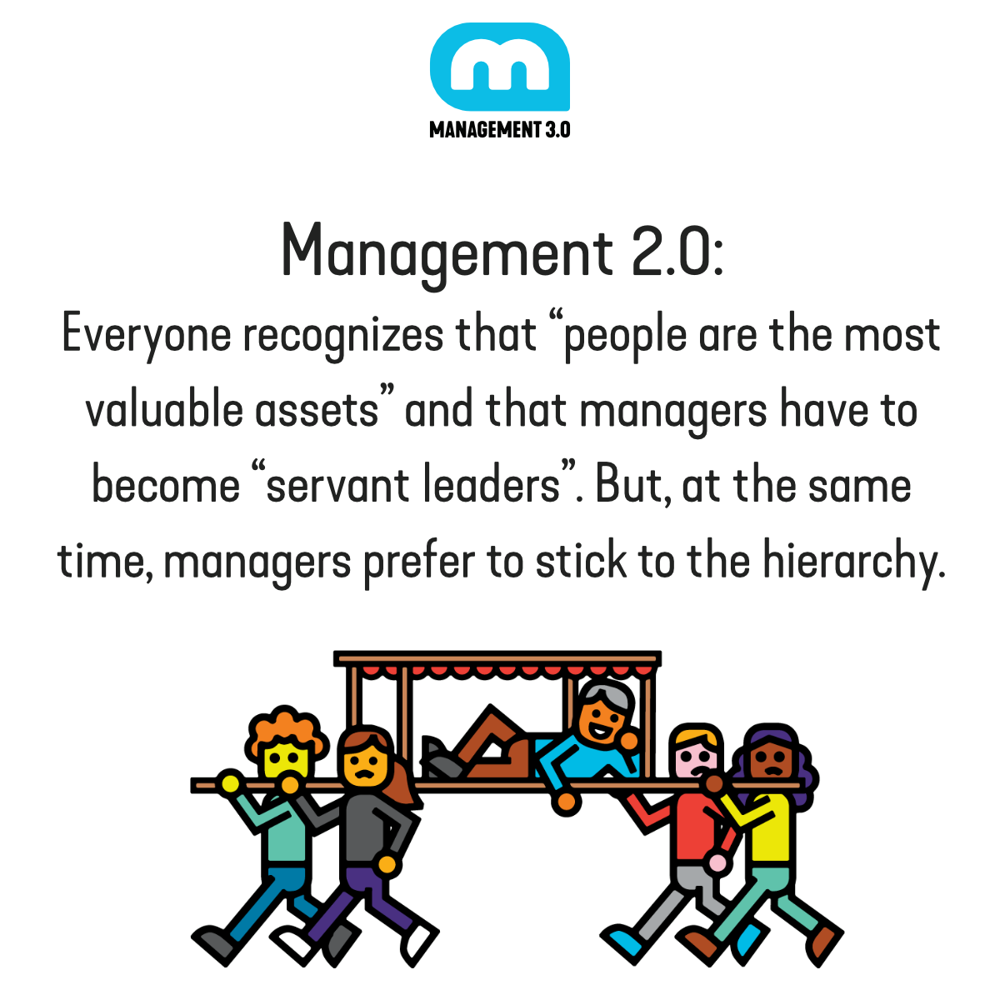 MANAGEMENT 3.0
Management 2.0:
Everyone recognizes that “people are the most
valuable assets” and that managers have to
become “servant leaders”. But, at the same
time, managers prefer to stick to the hierarchy.